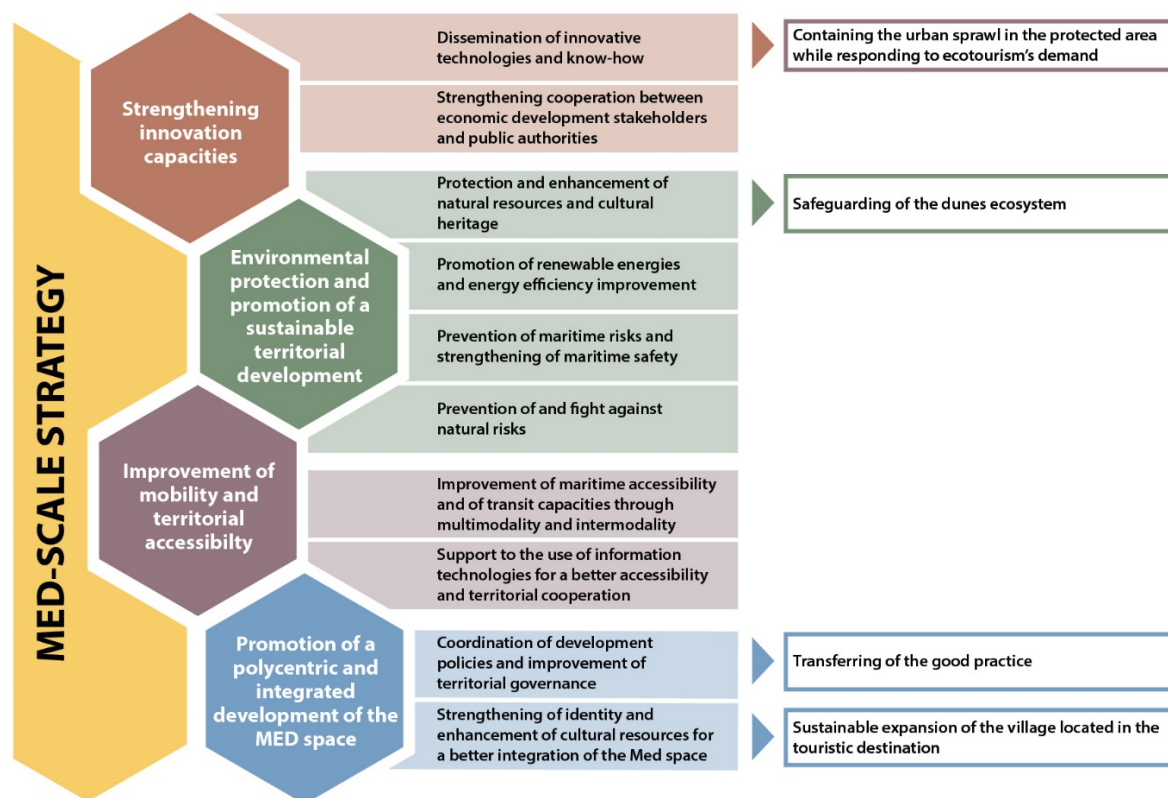 MED-SCALE STRATEGY
Strengthening
innovation
capacities
Dissemination of innovative
technologies and know-how
Containing the urban sprawl in the protected area
while responding to ecotourism's demand
Strengthening cooperation between
economic development stakeholders
and public authorities
Environmental
protection and
promotion of a
sustainable
territorial
development
Protection and enhancement of
natural resources and cultural
heritage
Safeguarding of the dunes ecosystem
Promotion of renewable energies
and energy efficiency improvement
Prevention of maritime risks and
strengthening of maritime safety
Prevention of and fight against
natural risks
Improvement of
mobility and
territorial
accessibilty
Improvement of maritime accessibility
and of transit capacities through
multimodality and intermodality
Support to the use of information
technologies for a better accessibility
and territorial cooperation
Promotion of a
polycentric and
integrated
development of the
MED space
Coordination of development
policies and improvement of
territorial governance
Transferring of the good practice
Strengthening of identity and
enhancement of cultural resources for
a better integration of the Med space
Sustainable expansion of the village located in the
touristic destination